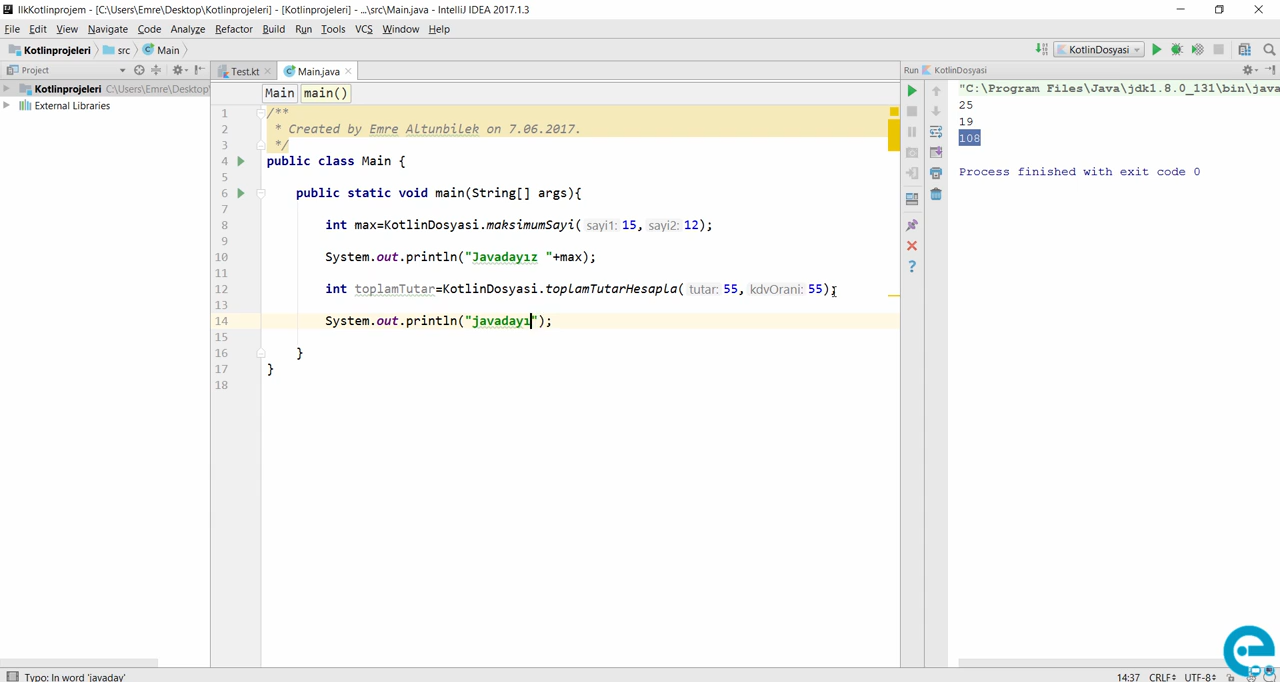 IlkKotlinprojem - [C:\Users\Emre\Desktop\Kotlinprojeleri] - [Kotlinprojeleri] - ...\src\Main.java - IntelliJ IDEA 2017.1.3
File Edit View Navigate Code Analyze Refactor Build Run Tools VCS Window Help
Kotlinprojeleri src Main KotlinDosyasi
Project Test.kt Main.java Run KotlinDosyasi
Kotlinprojeleri C:\Users\Emre\Desktop\
External Libraries
Main main()
1 /**
2 * Created by Emre Altunbilek on 7.06.2017.
3 */
4 public class Main {
5
6 public static void main(String[] args){
7
8 int max=KotlinDosyasi.maksimumSayi( sayi1: 15, sayi2: 12);
9
10 System.out.println("Javadayız "+max);
11
12 int toplamTutar=KotlinDosyasi.toplamTutarHesapla( tutar: 55, kdvOrani: 55);
13
14 System.out.println("javadayı");
15
16 }
17 }
18
"C:\Program Files\Java\jdk1.8.0_131\bin\java
25
19
108
Process finished with exit code 0
Typo: In word 'javaday' 14:37 CRLF UTF-8